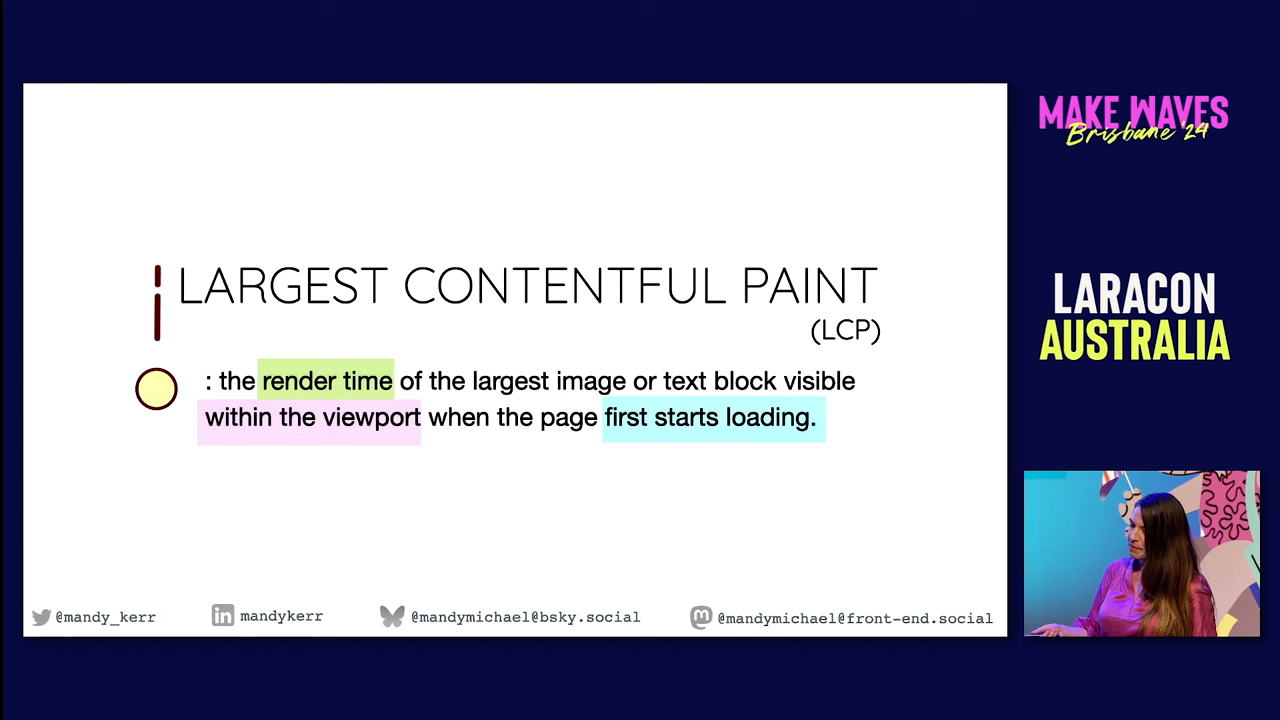 LARGEST CONTENTFUL PAINT
(LCP)
: the render time of the largest image or text block visible
within the viewport when the page first starts loading.
@mandy_kerr
mandykerr
@mandymichael@bsky.social
@mandymichael@front-end.social
MAKE WAVES
Brisbane '24
LARACON
AUSTRALIA